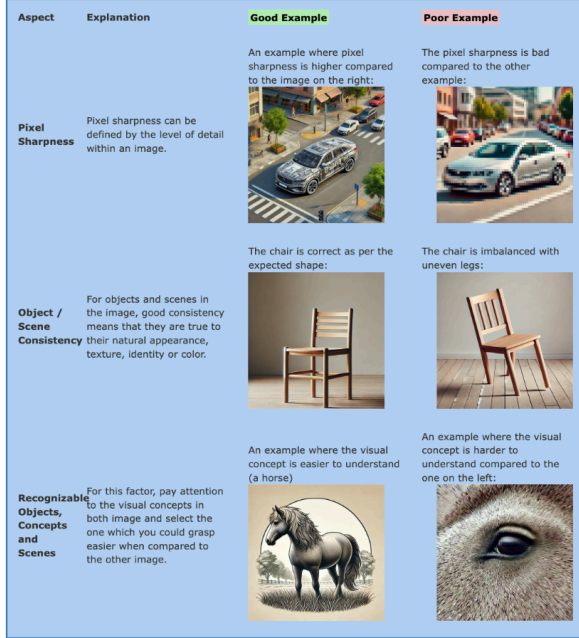 Aspect
Explanation
Good Example
Poor Example
Pixel
Sharpness
Pixel sharpness can be
defined by the level of detail
within an image.
An example where pixel
sharpness is higher compared
to the image on the right:
The pixel sharpness is bad
compared to the other
example:
Object /
Scene
Consistency
For objects and scenes in
the image, good consistency
means that they are true to
their natural appearance,
texture, identity or color.
The chair is correct as per the
expected shape:
The chair is imbalanced with
uneven legs:
Recognizable
Objects,
Concepts
and
Scenes
For this factor, pay attention
to the visual concepts in
both image and select the
one which you could grasp
easier when compared to
the other image.
An example where the visual
concept is easier to understand
(a horse)
An example where the visual
concept is harder to
understand compared to the
one on the left: